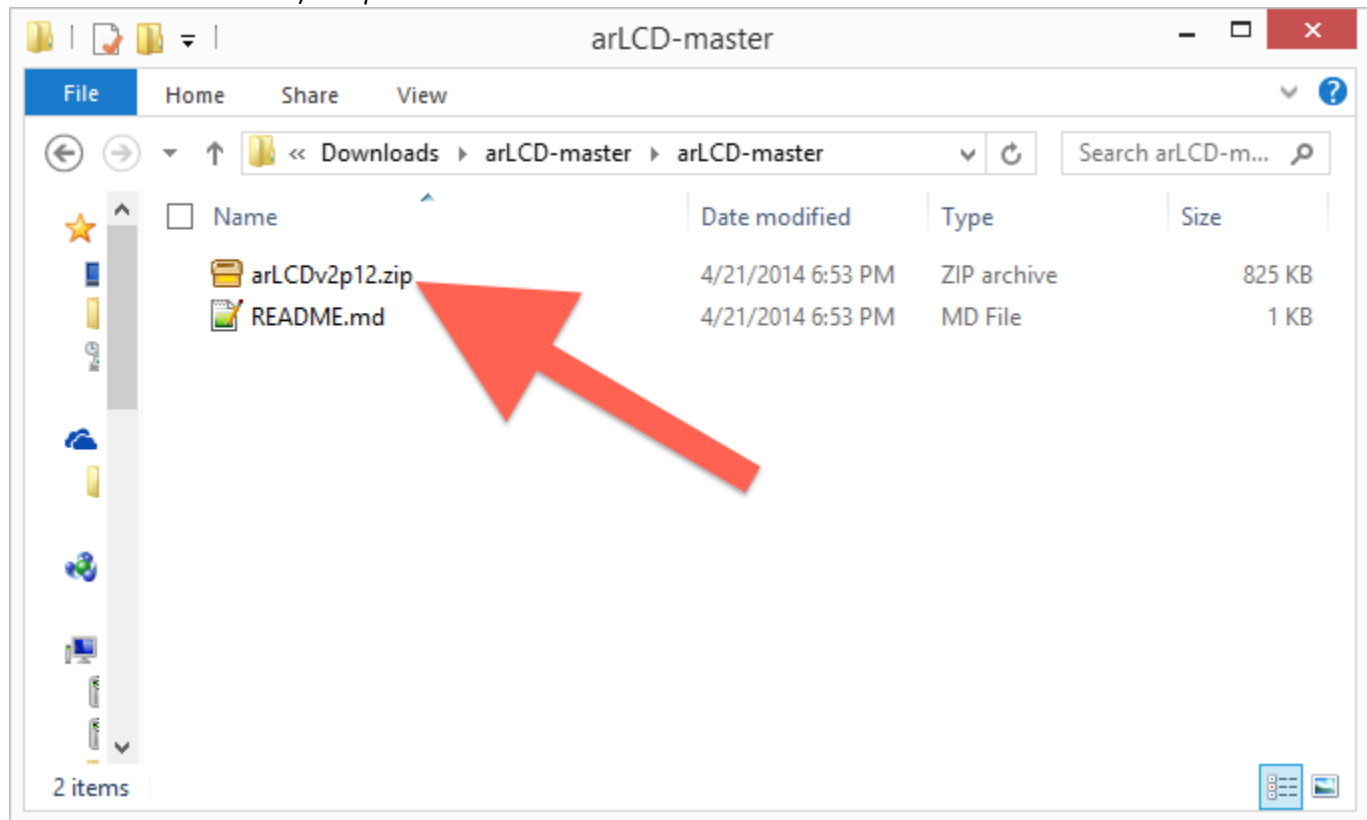 arLCD-master
File Home Share View
« Downloads arLCD-master arLCD-master Search arLCD-m...
Name Date modified Type Size
arLCDv2p12.zip 4/21/2014 6:53 PM ZIP archive 825 KB
README.md 4/21/2014 6:53 PM MD File 1 KB
2 items